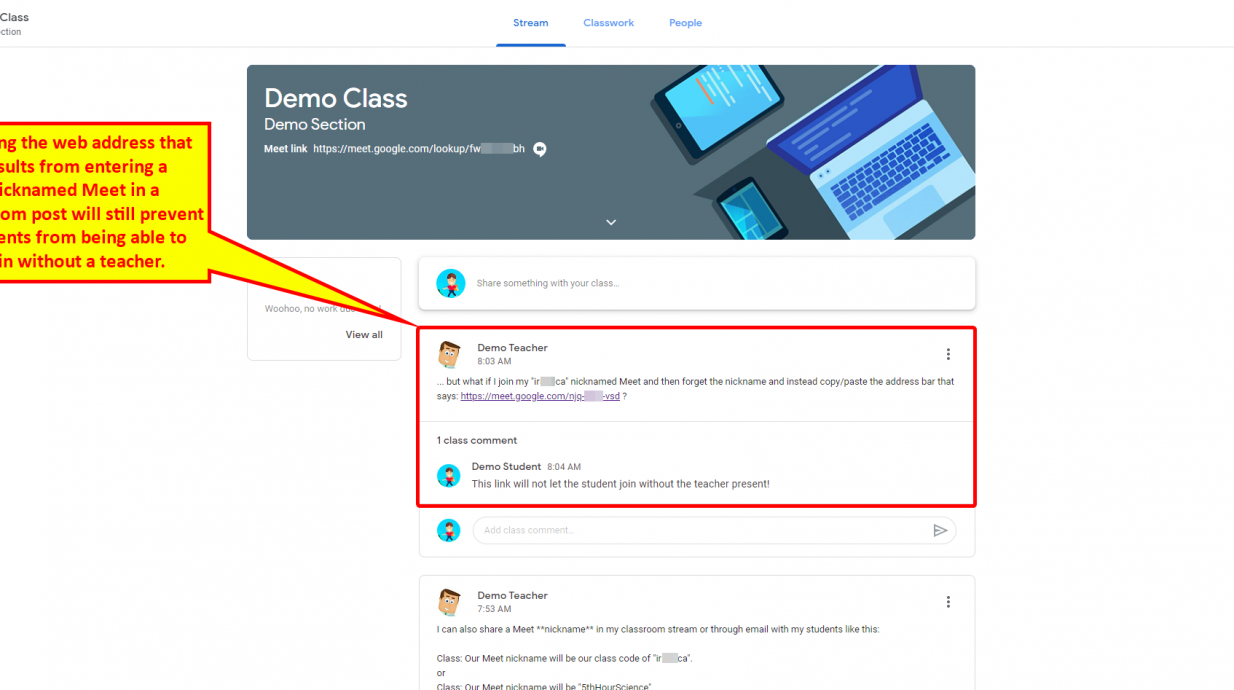 Class
ction
Stream
Classwork
People
Demo Class
Demo Section
Meet link https://meet.google.com/lookup/fw bh
ng the web address that
sults from entering a
icknamed Meet in a
om post will still prevent
ents from being able to
in without a teacher.
Woohoo, no work du
View all
Share something with your class...
Demo Teacher
8:03 AM
... but what if I join my "ir ca" nicknamed Meet and then forget the nickname and instead copy/paste the address bar that
says: https://meet.google.com/njq- -vsd ?
1 class comment
Demo Student 8:04 AM
This link will not let the student join without the teacher present!
Add class comment...
Demo Teacher
7:53 AM
I can also share a Meet **nickname** in my classroom stream or through email with my students like this:
Class: Our Meet nickname will be our class code of "ir ca".
or
Class: Our Meet nickname will be "5thHourScience"